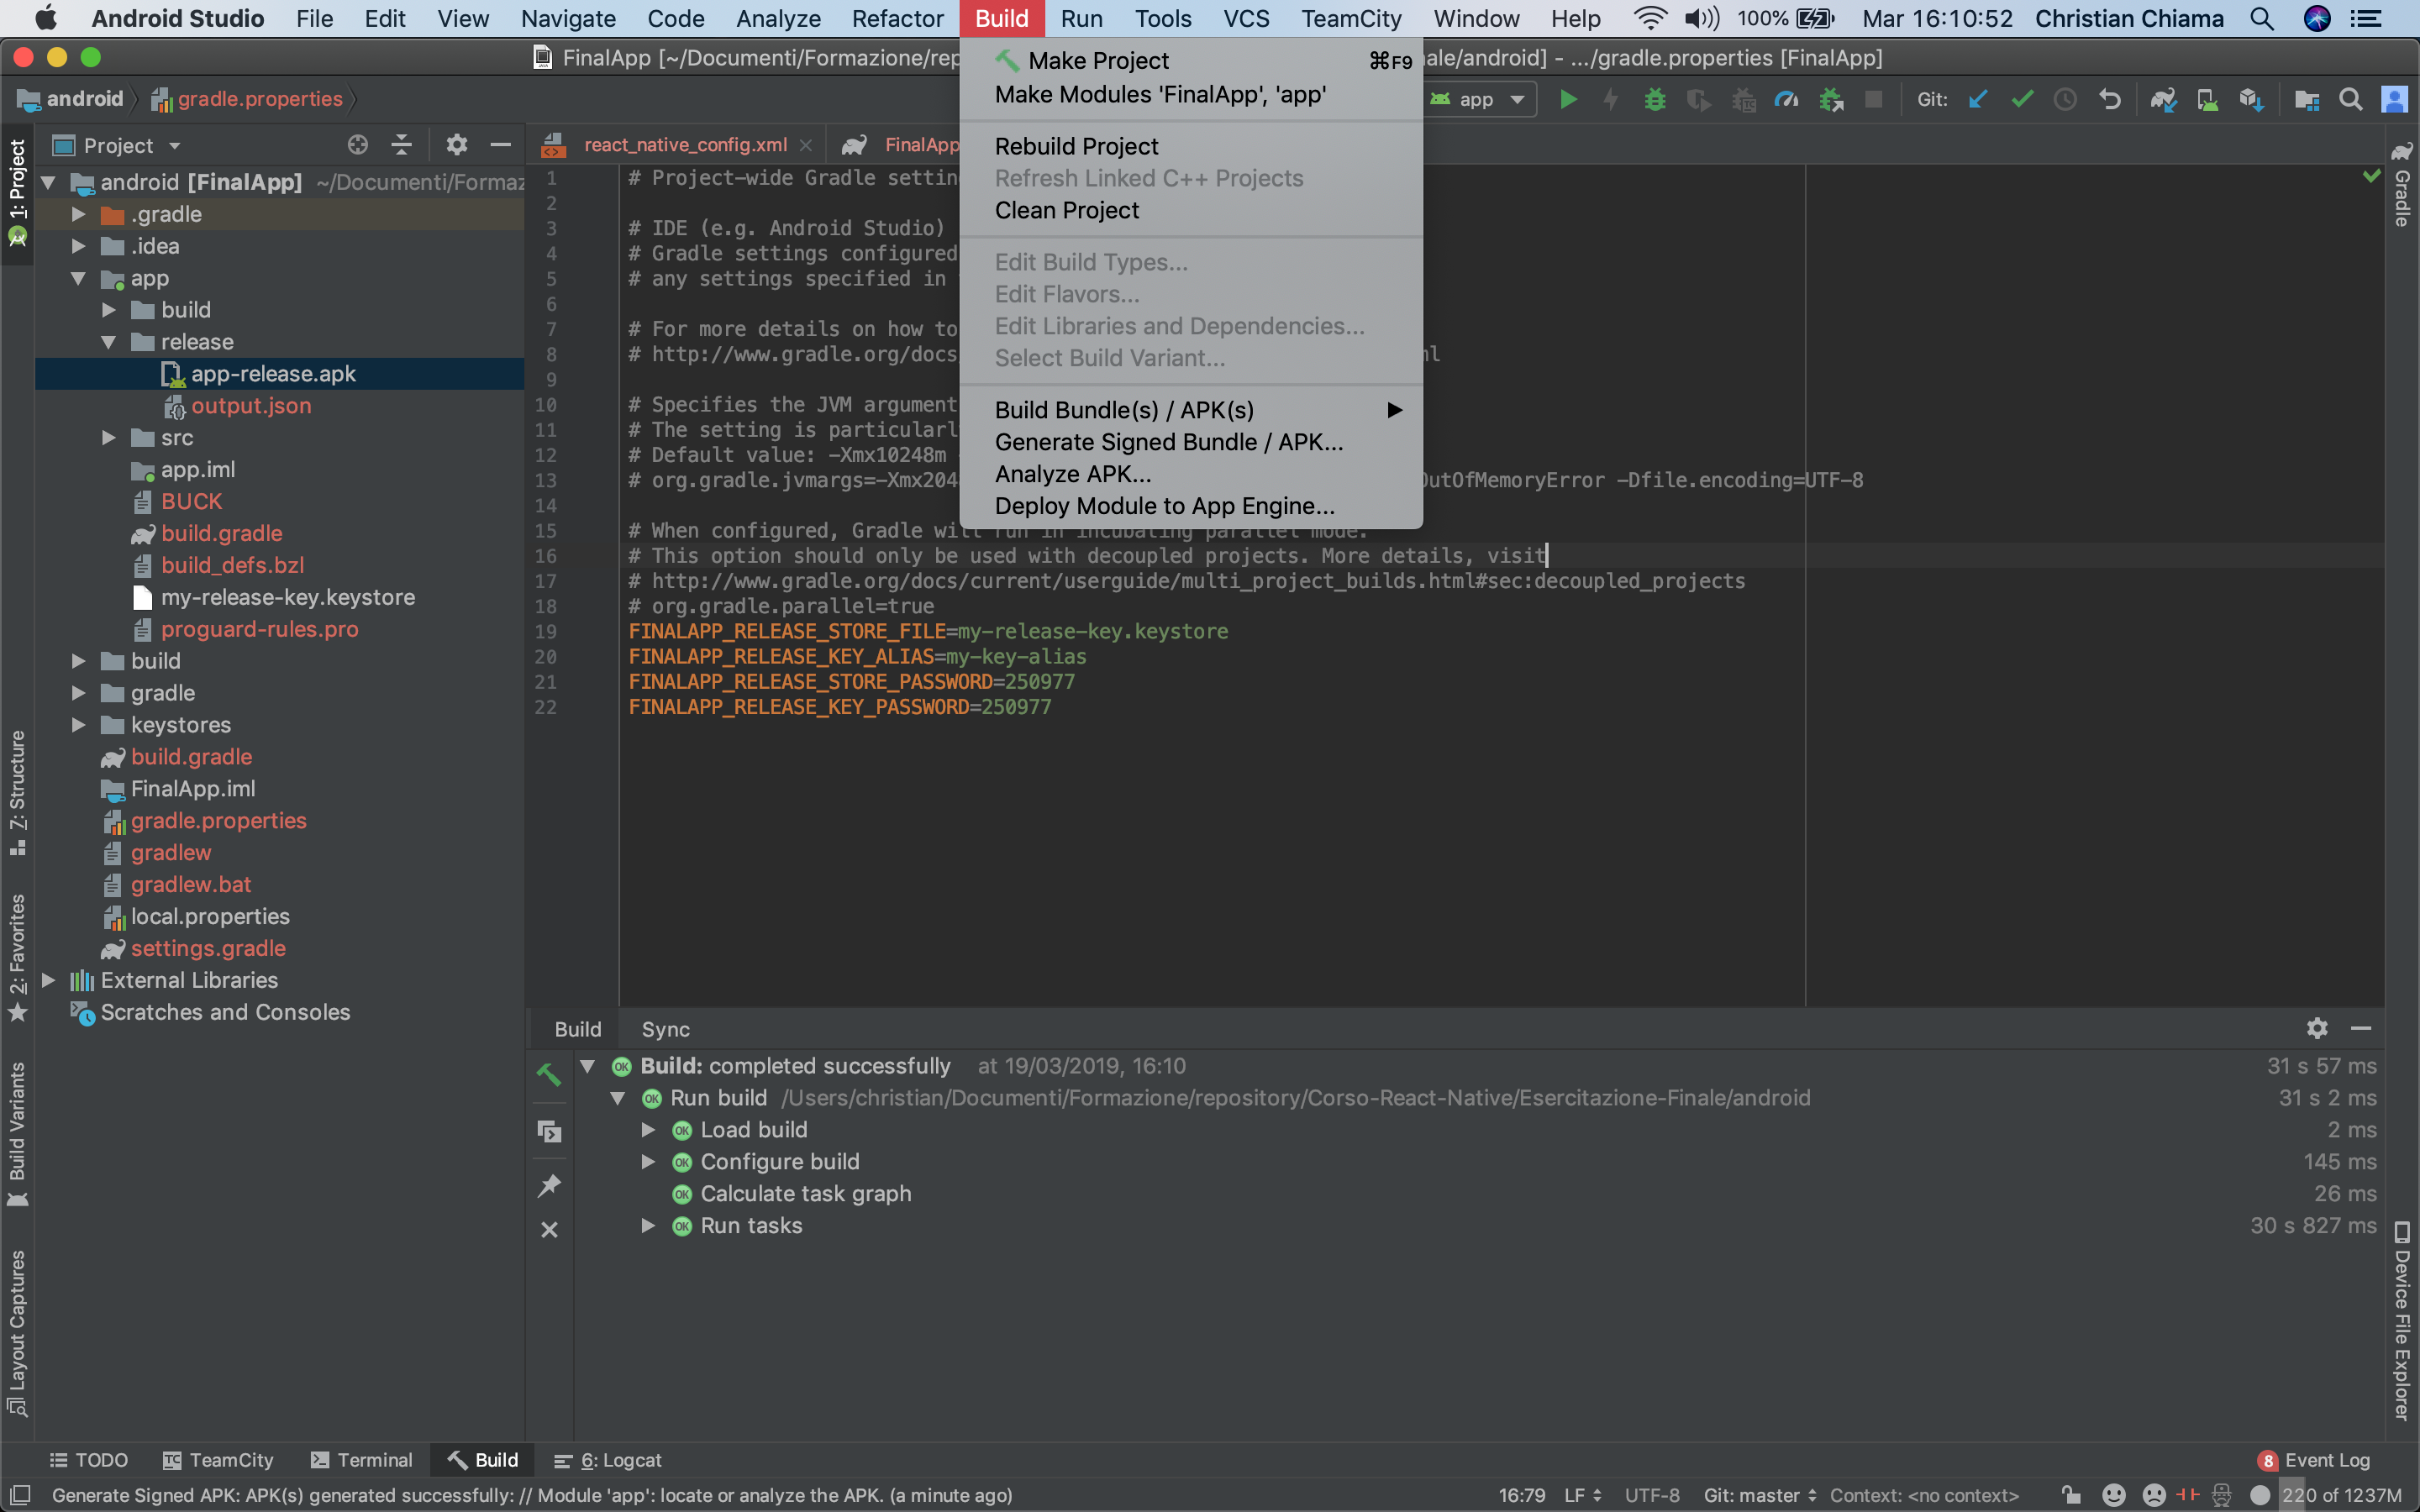 Android Studio File Edit View Navigate Code Analyze Refactor Build Run Tools VCS TeamCity Window Help 100% Mar 16:10:52 Christian Chiama
FinalApp [~/Documenti/Formazione/rep
ale/android] - .../gradle.properties [FinalApp]
android gradle.properties
app
Git:
Make Project ⌘F9
Make Modules 'FinalApp', 'app'
Rebuild Project
Refresh Linked C++ Projects
Clean Project
Edit Build Types...
Edit Flavors...
Edit Libraries and Dependencies...
Select Build Variant...
Build Bundle(s) / APK(s)
Generate Signed Bundle / APK...
Analyze APK...
Deploy Module to App Engine...
1: Project
Z: Structure
2: Favorites
Build Variants
Layout Captures
Project
android [FinalApp] ~/Documenti/Formaz
.gradle
.idea
app
build
release
app-release.apk
output.json
src
app.iml
BUCK
build.gradle
build_defs.bzl
my-release-key.keystore
proguard-rules.pro
build
gradle
keystores
build.gradle
FinalApp.iml
gradle.properties
gradlew
gradlew.bat
local.properties
settings.gradle
External Libraries
Scratches and Consoles
react_native_config.xml FinalApp
1 # Project-wide Gradle settin
2
3 # IDE (e.g. Android Studio)
4 # Gradle settings configured
5 # any settings specified in
6
7 # For more details on how to
8 # http://www.gradle.org/docs
9
10 # Specifies the JVM argument
11 # The setting is particularl
12 # Default value: -Xmx10248m
13 # org.gradle.jvmargs=-Xmx204 OutOfMemoryError -Dfile.encoding=UTF-8
14
15 # When configured, Gradle will run in incubating parallel mode.
16 # This option should only be used with decoupled projects. More details, visit
17 # http://www.gradle.org/docs/current/userguide/multi_project_builds.html#sec:decoupled_projects
18 # org.gradle.parallel=true
19 FINALAPP_RELEASE_STORE_FILE=my-release-key.keystore
20 FINALAPP_RELEASE_KEY_ALIAS=my-key-alias
21 FINALAPP_RELEASE_STORE_PASSWORD=250977
22 FINALAPP_RELEASE_KEY_PASSWORD=250977
Gradle
Device File Explorer
Build Sync
Build: completed successfully at 19/03/2019, 16:10 31 s 57 ms
Run build /Users/christian/Documenti/Formazione/repository/Corso-React-Native/Esercitazione-Finale/android 31 s 2 ms
Load build 2 ms
Configure build 145 ms
Calculate task graph 26 ms
Run tasks 30 s 827 ms
TODO TeamCity Terminal Build 6: Logcat 8 Event Log
Generate Signed APK: APK(s) generated successfully: // Module 'app': locate or analyze the APK. (a minute ago) 16:79 LF UTF-8 Git: master Context: <no context> 220 of 1237M